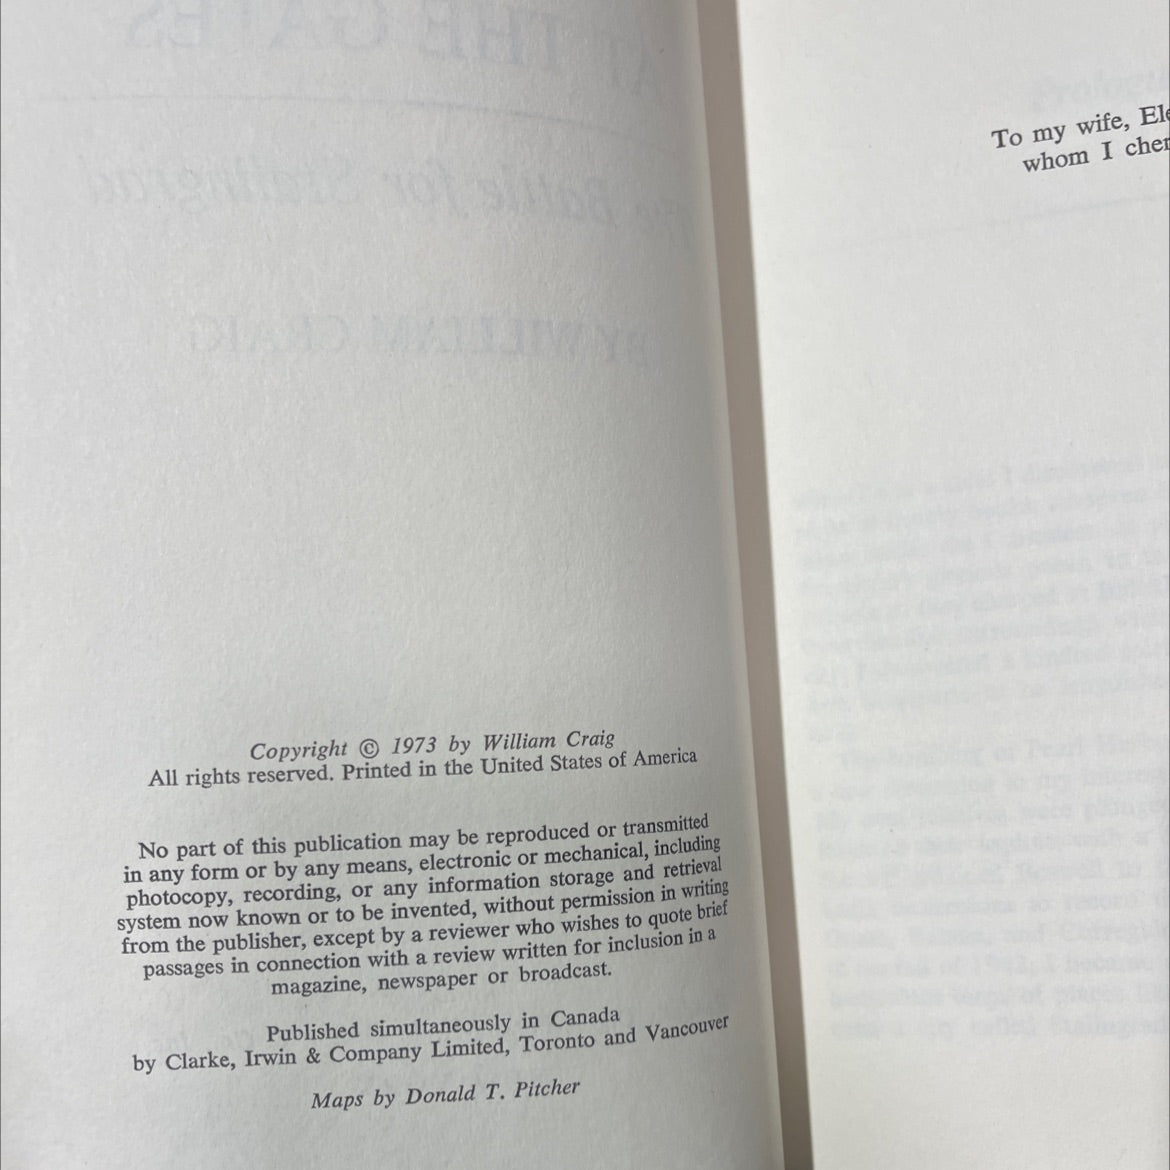 Copyright © 1973 by William Craig
All rights reserved. Printed in the United States of America
No part of this publication may be reproduced or transmitted
in any form or by any means, electronic or mechanical, including
photocopy, recording, or any information storage and retrieval
system now known or to be invented, without permission in writing
from the publisher, except by a reviewer who wishes to quote brief
passages in connection with a review written for inclusion in a
magazine, newspaper or broadcast.
Published simultaneously in Canada
by Clarke, Irwin & Company Limited, Toronto and Vancouver
Maps by Donald T. Pitcher
To my wife, Ele
whom I cher